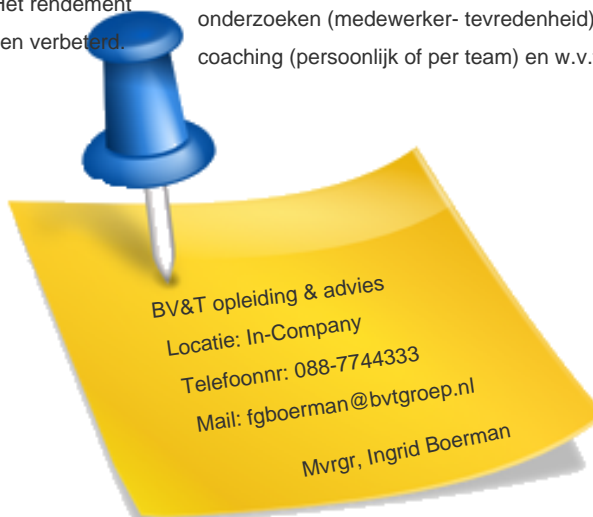 Het rendement
en verbeterd.
onderzoeken (medewerker- tevredenheid)
coaching (persoonlijk of per team) en w.v.
BV&T opleiding & advies
Locatie: In-Company
Telefoonnr: 088-7744333
Mail: fgboerman@bvtgroep.nl
Mvrgr, Ingrid Boerman